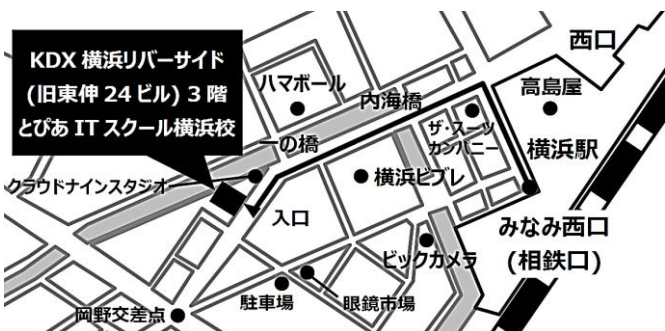 KDX 横浜リバーサイド
(旧東伸 24 ビル) 3 階
とぴあ IT スクール横浜校
西口
ハマボール
内海橋
高島屋
一の橋
ザ・スーツ
カンパニー
横浜駅
クラウドナインスタジオ
横浜ビブレ
入口
みなみ西口
(相鉄口)
ビックカメラ
駐車場
眼鏡市場
岡野交差点